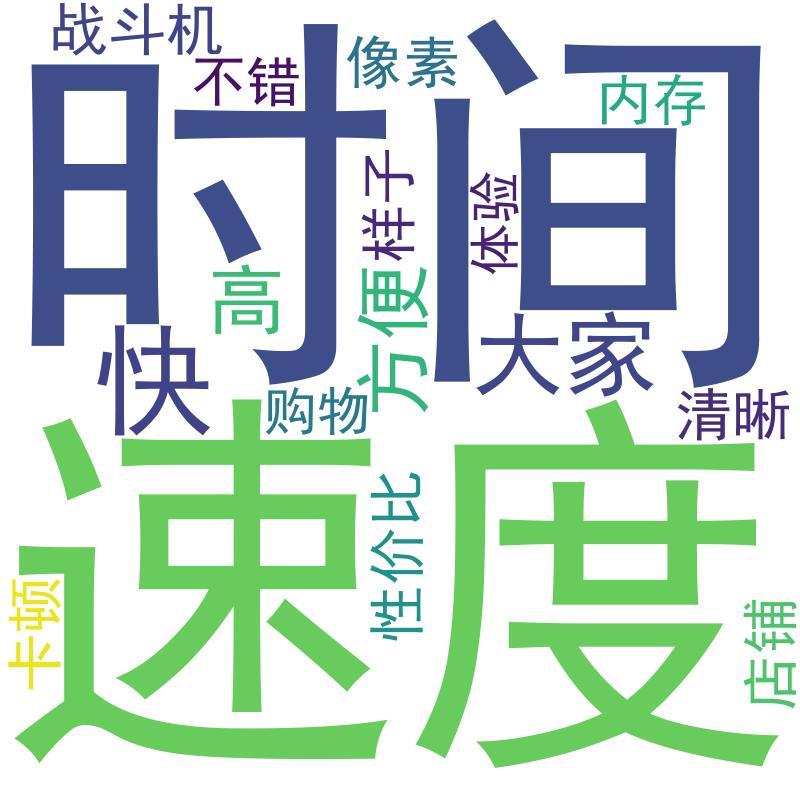 战斗机
不错
像素
内存
时间
样子
体验
高
方便
快
大家
购物
清晰
速度
性价比
卡顿
店铺